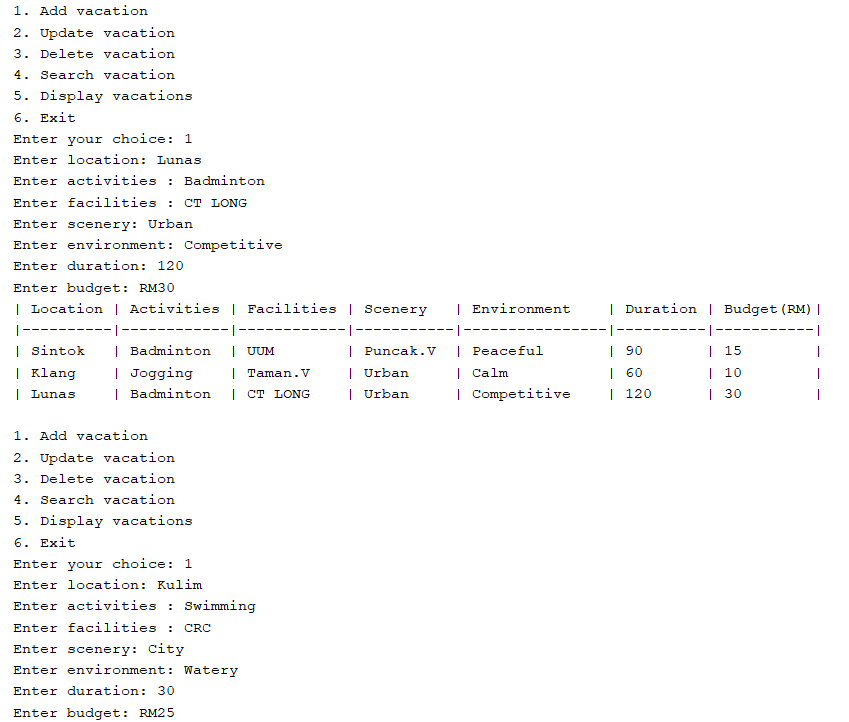 1. Add vacation
2. Update vacation
3. Delete vacation
4. Search vacation
5. Display vacations
6. Exit
Enter your choice: 1
Enter location: Lunas
Enter activities : Badminton
Enter facilities : CT LONG
Enter scenery: Urban
Enter environment: Competitive
Enter duration: 120
Enter budget: RM30
| Location | Activities | Facilities | Scenery   | Environment    | Duration | Budget(RM)|
|----------|------------|------------|-----------|----------------|----------|-----------|
| Sintok   | Badminton  | UUM        | Puncak.V  | Peaceful       | 90       | 15        |
| Klang    | Jogging    | Taman.V    | Urban     | Calm           | 60       | 10        |
| Lunas    | Badminton  | CT LONG    | Urban     | Competitive    | 120      | 30        |

1. Add vacation
2. Update vacation
3. Delete vacation
4. Search vacation
5. Display vacations
6. Exit
Enter your choice: 1
Enter location: Kulim
Enter activities : Swimming
Enter facilities : CRC
Enter scenery: City
Enter environment: Watery
Enter duration: 30
Enter budget: RM25